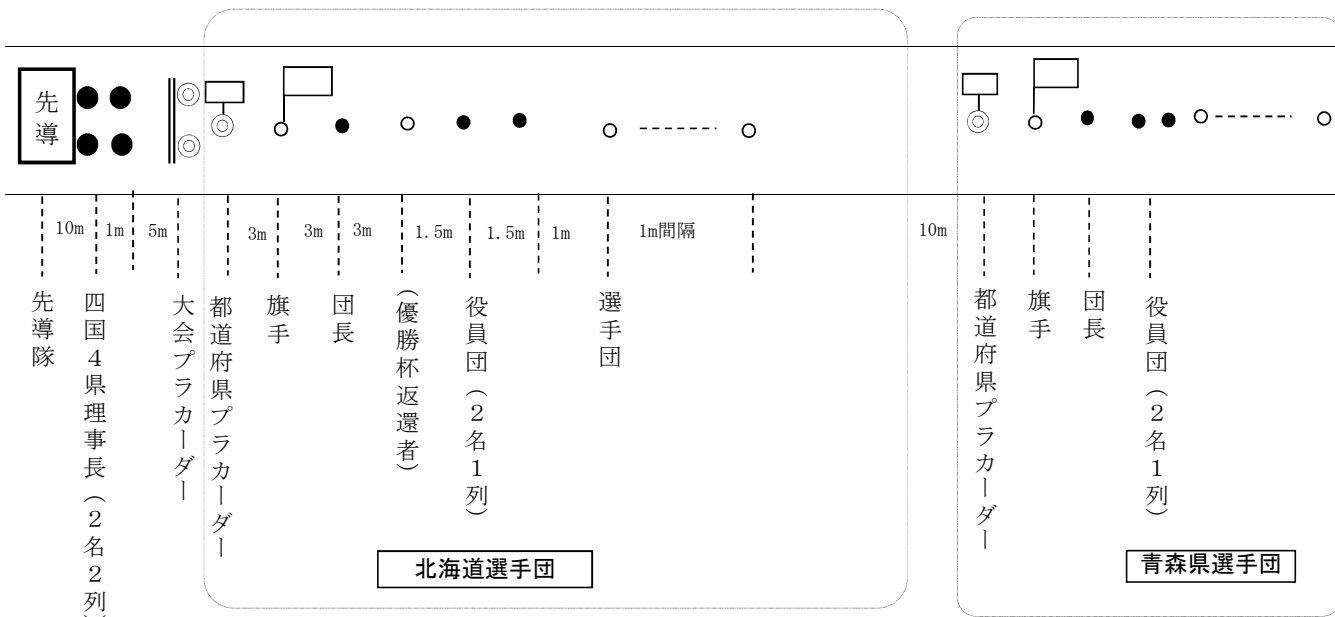 先導
10m
1m
5m
3m
3m
3m
1.5m
1.5m
1m
1m間隔
10m
先導隊
四国４県理事長（２名２列）
大会プラカーダー
都道府県プラカーダー
旗手
団長
（優勝杯返還者）
役員団（２名１列）
選手団
都道府県プラカーダー
旗手
団長
役員団（２名１列）
北海道選手団
青森県選手団